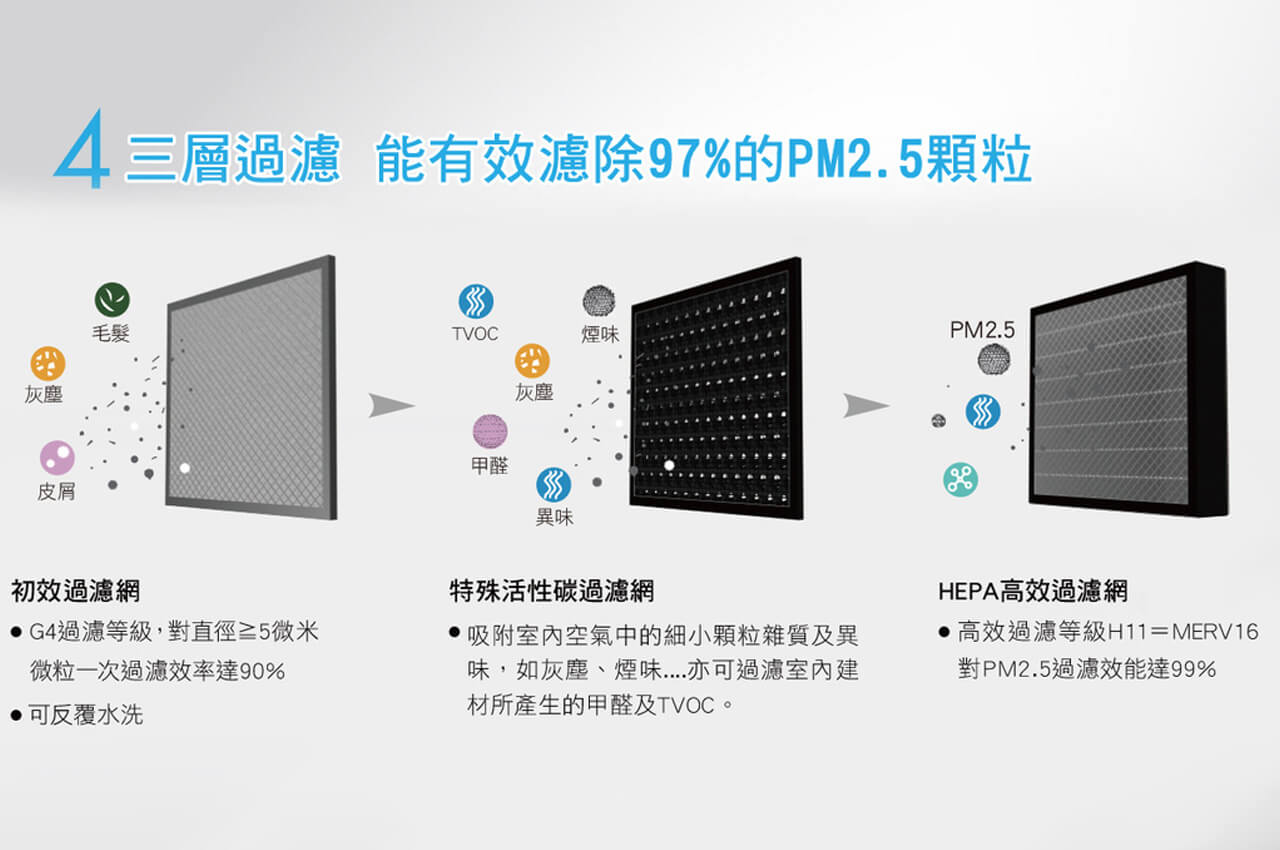 4 三層過濾 能有效濾除97%的PM2.5顆粒
毛髮
灰塵
皮屑
TVOC
煙味
灰塵
甲醛
異味
PM2.5
初效過濾網
● G4過濾等級,對直徑≧5微米
微粒一次過濾效率達90%
● 可反覆水洗
特殊活性碳過濾網
● 吸附室內空氣中的細小顆粒雜質及異
味,如灰塵、煙味....亦可過濾室內建
材所產生的甲醛及TVOC。
HEPA高效過濾網
● 高效過濾等級H11=MERV16
對PM2.5過濾效能達99%